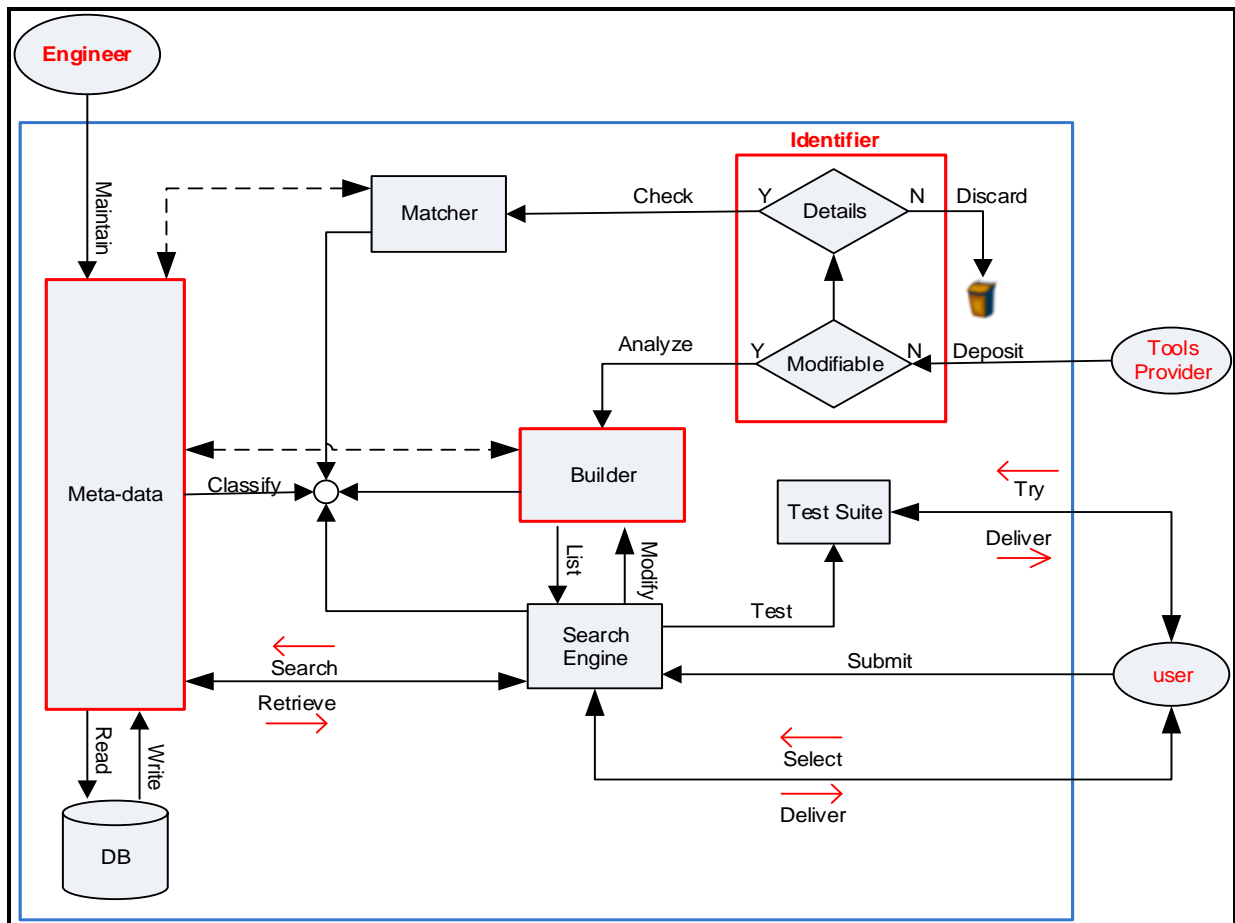 Engineer
Identifier
Maintain
Matcher
Check
Y
Details
N
Discard
Analyze
Y
Modifiable
N
Deposit
Tools
Provider
Meta-data
Classify
Builder
Try
Test Suite
Deliver
List
Modify
Search
Engine
Test
Search
Retrieve
Submit
user
Read
Write
Select
Deliver
DB